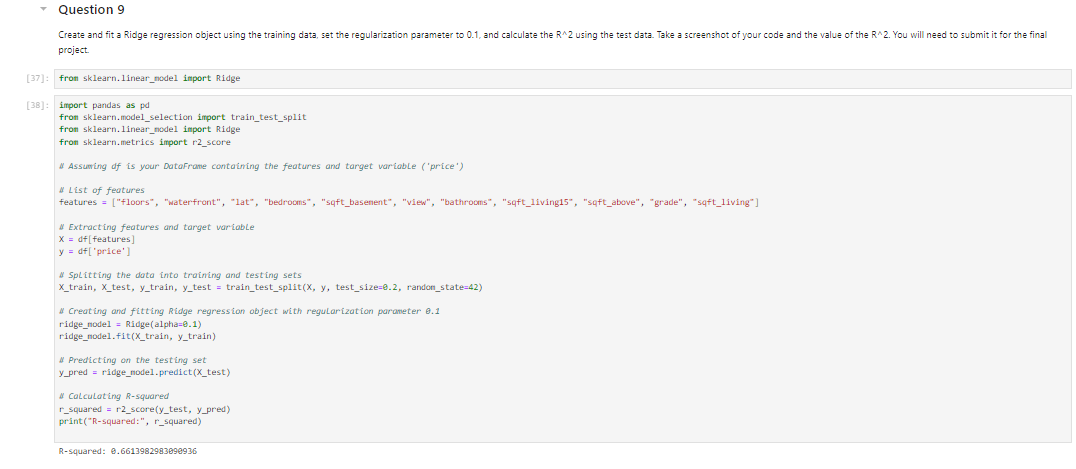 Question 9
Create and fit a Ridge regression object using the training data, set the regularization parameter to 0.1, and calculate the R^2 using the test data. Take a screenshot of your code and the value of the R^2. You will need to submit it for the final
project.
[37]: from sklearn.linear_model import Ridge
[38]: import pandas as pd
from sklearn.model_selection import train_test_split
from sklearn.linear_model import Ridge
from sklearn.metrics import r2_score
# Assuming df is your DataFrame containing the features and target variable ('price')
# List of features
features = ["floors", "waterfront", "lat", "bedrooms", "sqft_basement", "view", "bathrooms", "sqft_living15", "sqft_above", "grade", "sqft_living"]
# Extracting features and target variable
X = df[features]
y = df['price']
# Splitting the data into training and testing sets
X_train, X_test, y_train, y_test = train_test_split(X, y, test_size=0.2, random_state=42)
# Creating and fitting Ridge regression object with regularization parameter 0.1
ridge_model = Ridge(alpha=0.1)
ridge_model.fit(X_train, y_train)
# Predicting on the testing set
y_pred = ridge_model.predict(X_test)
# Calculating R-squared
r_squared = r2_score(y_test, y_pred)
print("R-squared:", r_squared)
R-squared: 0.6613982983090936